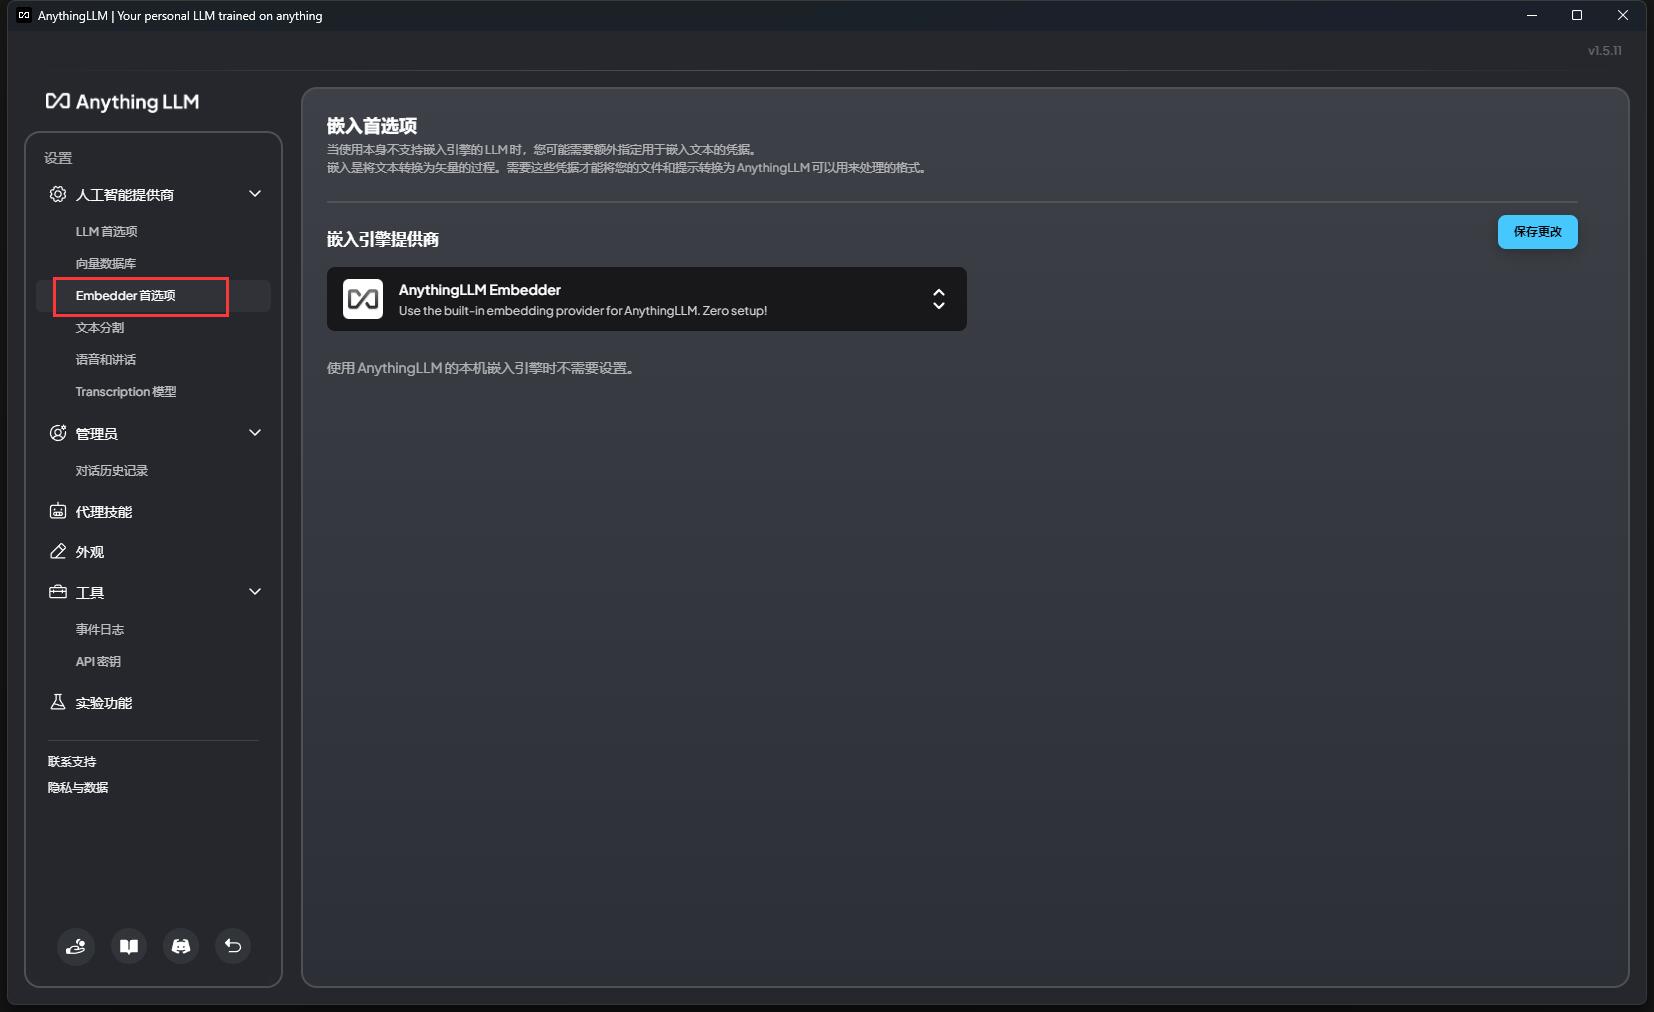 AnythingLLM | Your personal LLM trained on anything
v1.5.11
Anything LLM
设置
人工智能提供商
LLM 首选项
向量数据库
Embedder 首选项
文本分割
语音和讲话
Transcription 模型
管理员
对话历史记录
代理技能
外观
工具
事件日志
API 密钥
实验功能
联系支持
隐私与数据
嵌入首选项
当使用本身不支持嵌入引擎的 LLM 时，您可能需要额外指定用于嵌入文本的凭据。
嵌入是将文本转换为矢量的过程。需要这些凭据才能将您的文件和提示转换为 AnythingLLM 可以用来处理的格式。
保存更改
嵌入引擎提供商
AnythingLLM Embedder
Use the built-in embedding provider for AnythingLLM. Zero setup!
使用 AnythingLLM 的本机嵌入引擎时不需要设置。